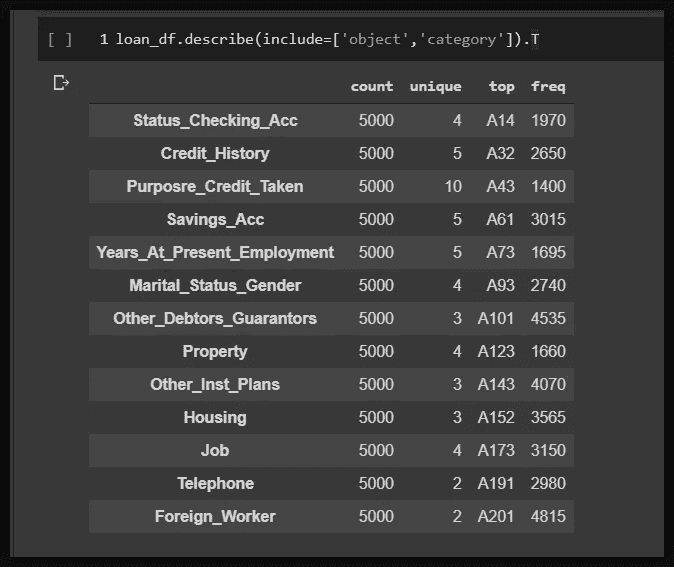 [ ] 1 loan_df.describe(include=['object','category']).T
count unique top freq
Status_Checking_Acc 5000 4 A14 1970
Credit_History 5000 5 A32 2650
Purposre_Credit_Taken 5000 10 A43 1400
Savings_Acc 5000 5 A61 3015
Years_At_Present_Employment 5000 5 A73 1695
Marital_Status_Gender 5000 4 A93 2740
Other_Debtors_Guarantors 5000 3 A101 4535
Property 5000 4 A123 1660
Other_Inst_Plans 5000 3 A143 4070
Housing 5000 3 A152 3565
Job 5000 4 A173 3150
Telephone 5000 2 A191 2980
Foreign_Worker 5000 2 A201 4815